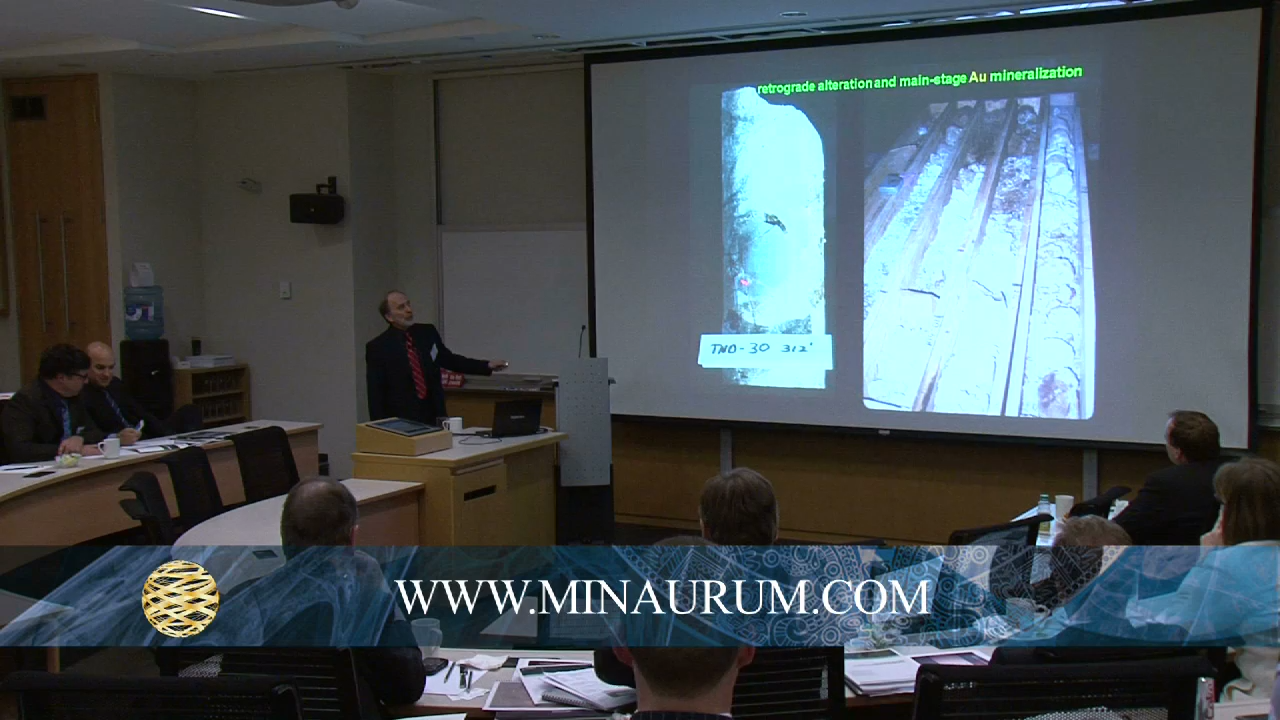 retrograde alteration and main-stage Au mineralization
TND-30 312'
WWW.MINAURUM.COM